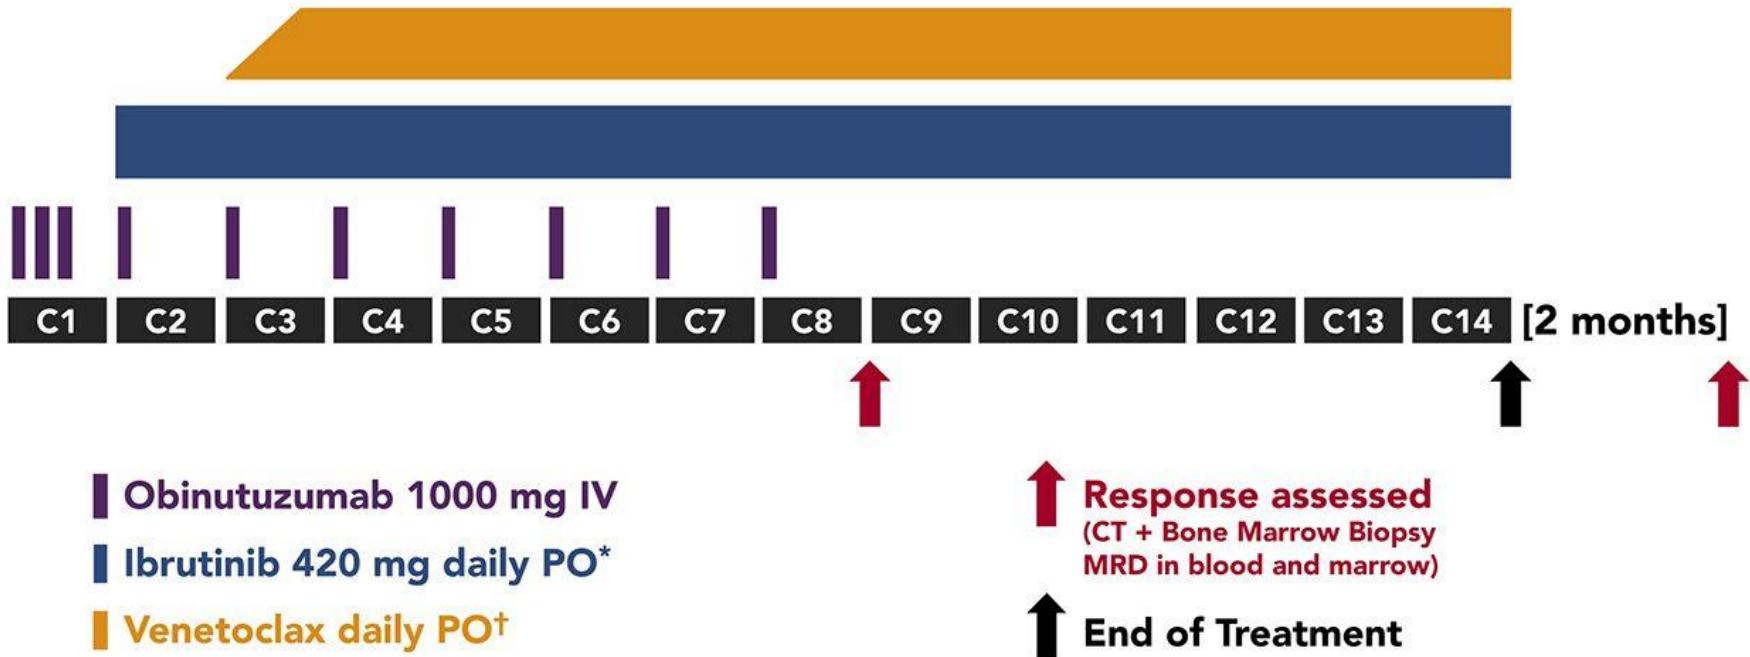 C1 C2 C3 C4 C5 C6 C7 C8 C9 C10 C11 C12 C13 C14 [2 months]
Obinutuzumab 1000 mg IV
Ibrutinib 420 mg daily PO*
Venetoclax daily PO†
Response assessed
(CT + Bone Marrow Biopsy
MRD in blood and marrow)
End of Treatment